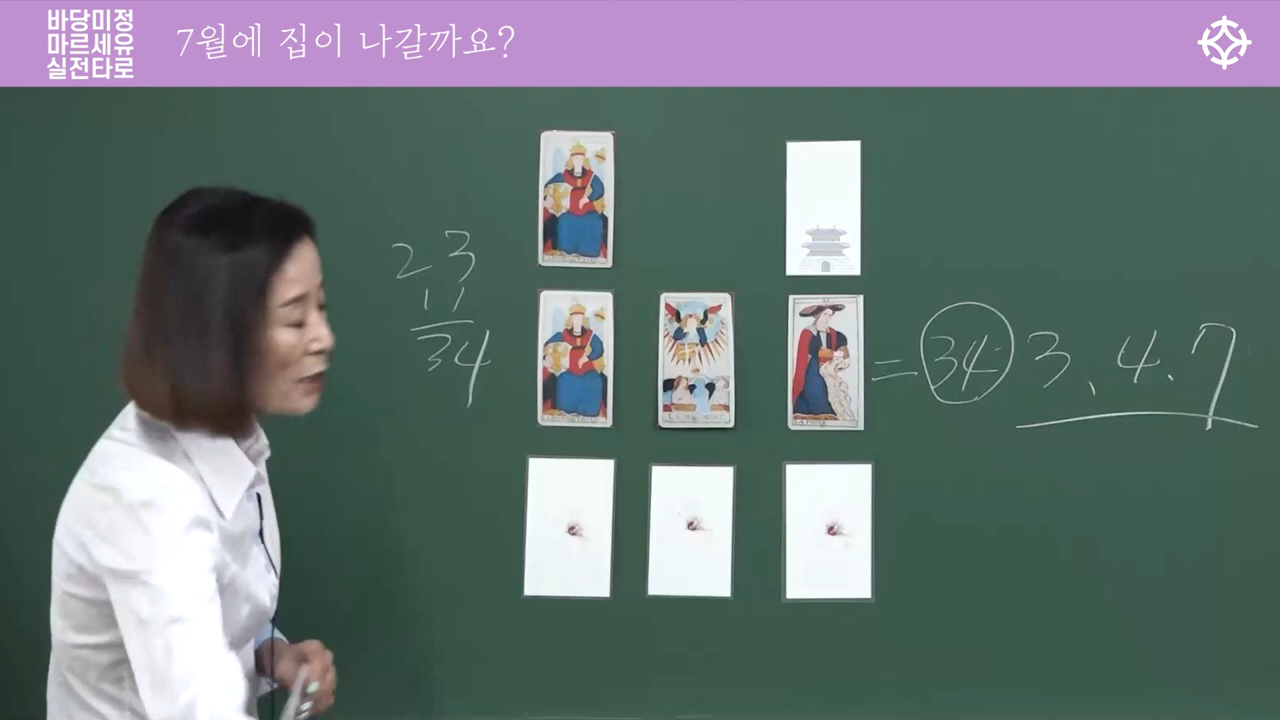 바당미정
마르세유
실전타로
7월에 집이 나갈까요?
23
11
34
= 34 3, 4. 7